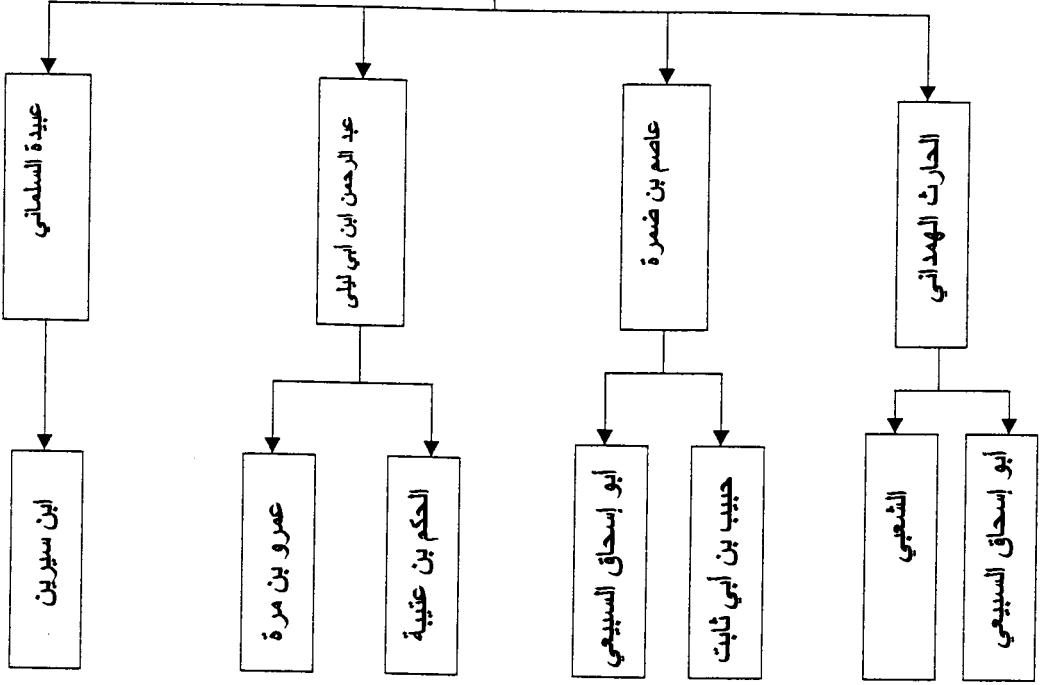 الحارث الهمداني
عاصم بن ضمرة
عبد الرحمن ابن أبي ليلى
عبيدة السلماني
أبو إسحاق السبيعي
الشعبي
حبيب بن أبي ثابت
أبو إسحاق السبيعي
الحكم بن عتيبة
عمرو بن مرة
ابن سيرين